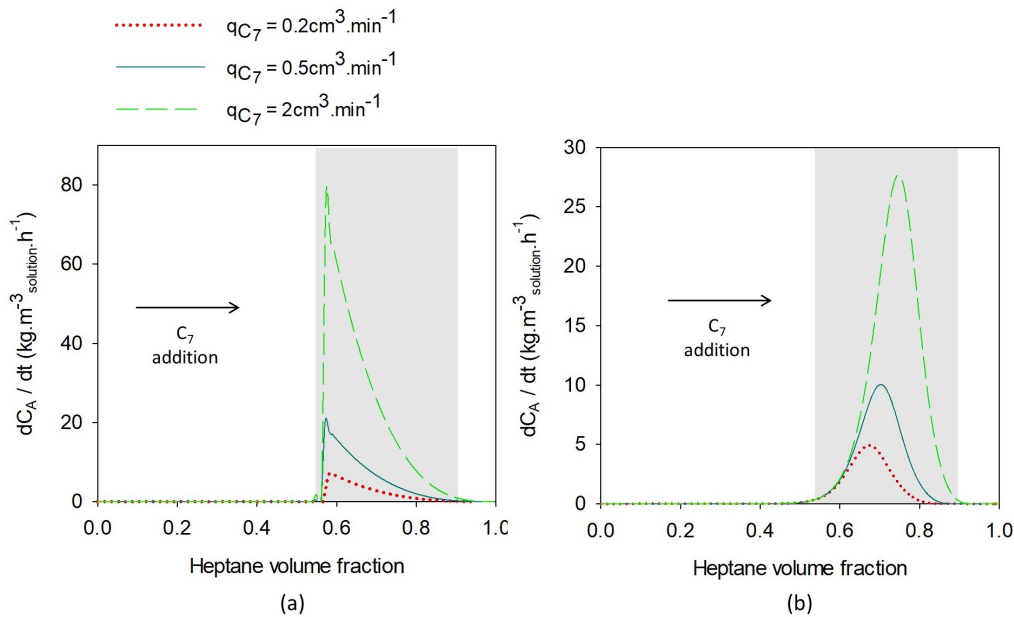 qC7 = 0.2cm3.min-1
qC7 = 0.5cm3.min-1
qC7 = 2cm3.min-1
dCA / dt (kg.m-3solution.h-1)
80
60
40
20
0
C7
addition
0.0 0.2 0.4 0.6 0.8 1.0
Heptane volume fraction
(a)
dCA / dt (kg.m-3solution.h-1)
30
25
20
15
10
5
0
C7
addition
0.0 0.2 0.4 0.6 0.8 1.0
Heptane volume fraction
(b)